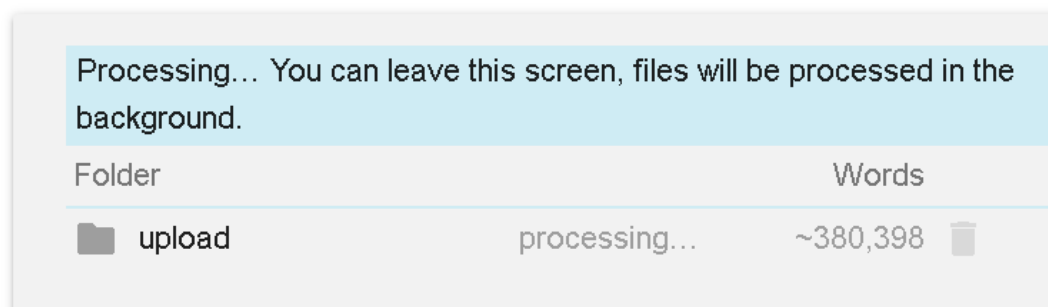 Processing... You can leave this screen, files will be processed in the
background.
Folder Words
upload processing... ~380,398